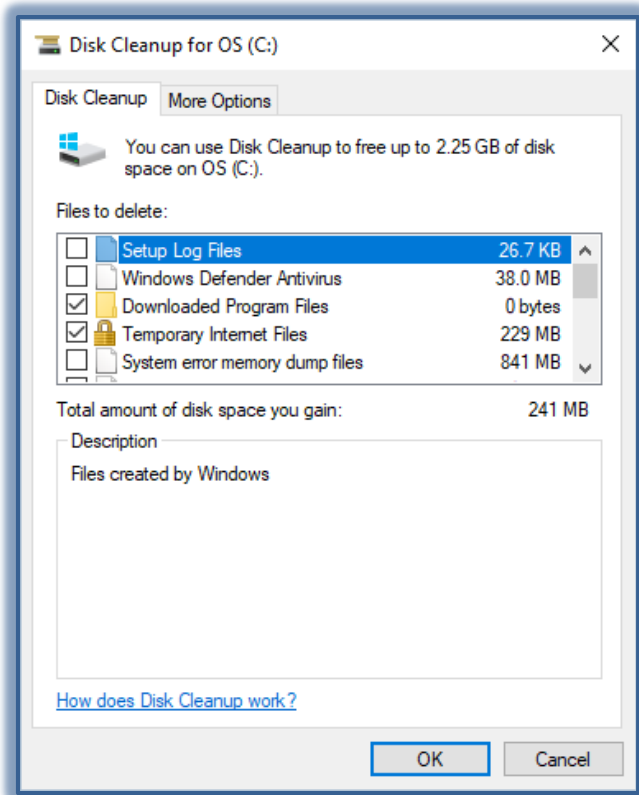 Disk Cleanup for OS (C:)
Disk Cleanup
More Options
You can use Disk Cleanup to free up to 2.25 GB of disk
space on OS (C:).
Files to delete:
Setup Log Files 26.7 KB
Windows Defender Antivirus 38.0 MB
Downloaded Program Files 0 bytes
Temporary Internet Files 229 MB
System error memory dump files 841 MB
Total amount of disk space you gain: 241 MB
Description
Files created by Windows
How does Disk Cleanup work?
OK
Cancel